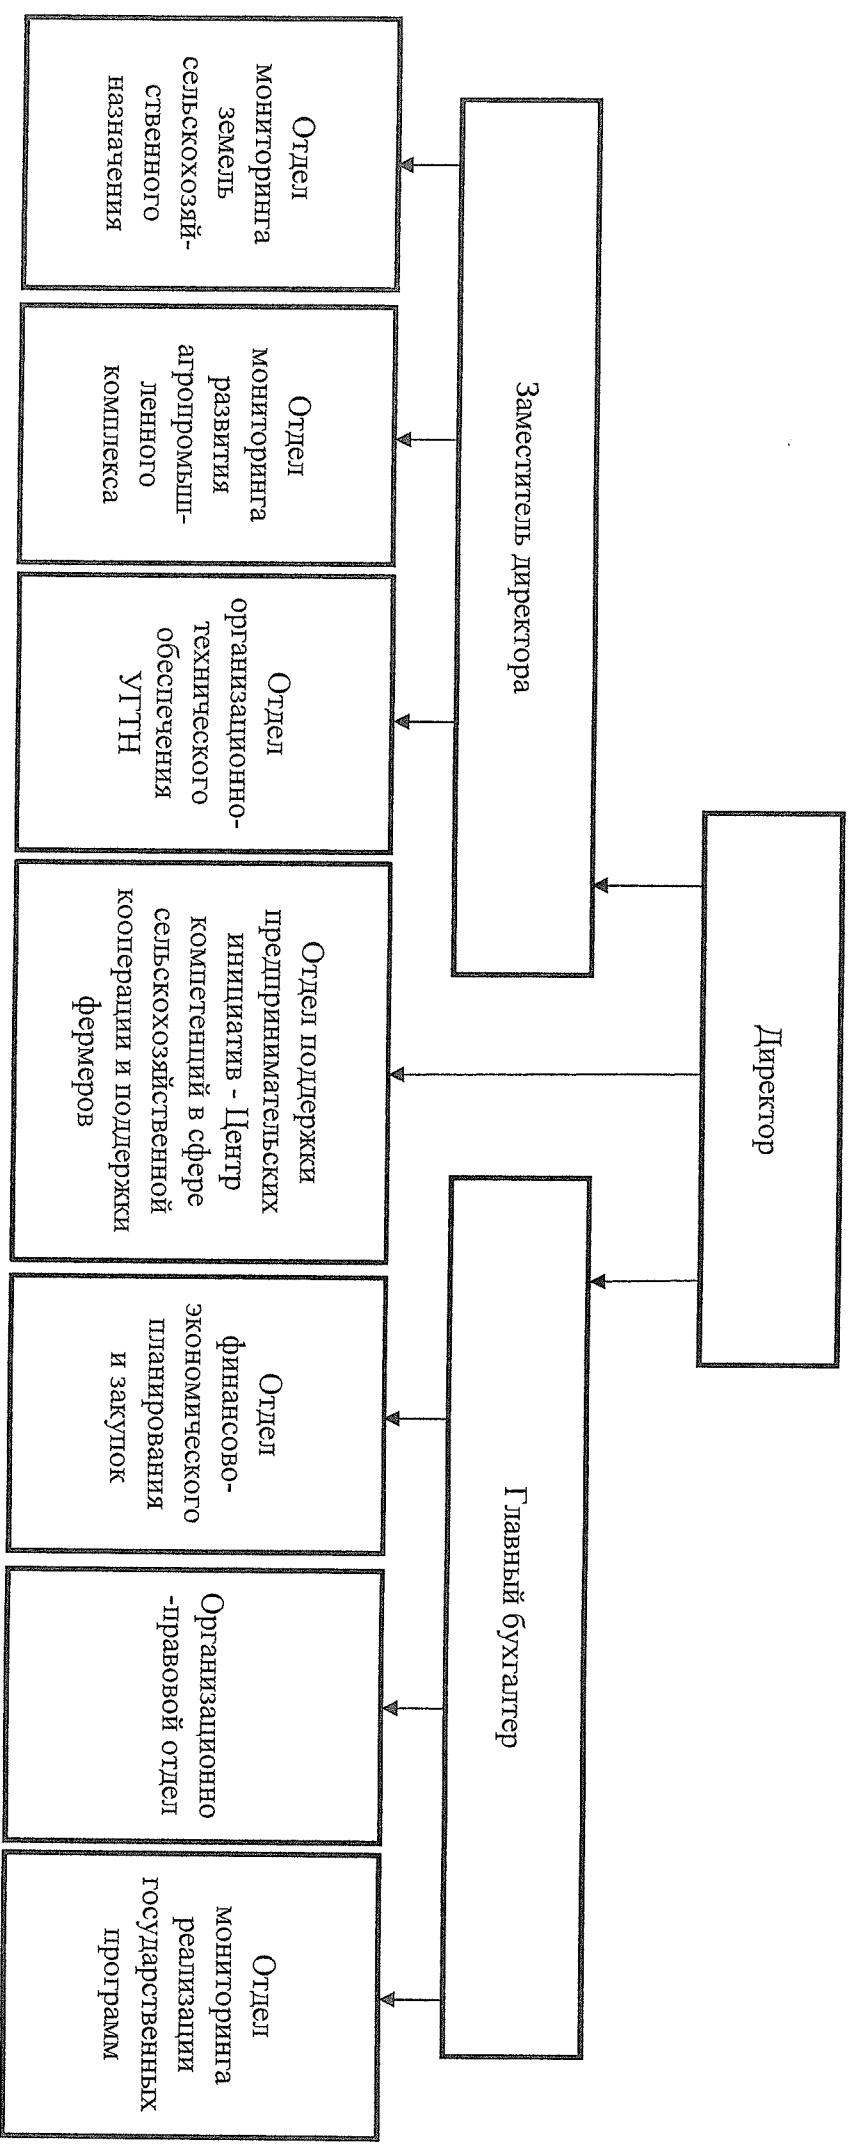 Директор
Заместитель директора
Главный бухгалтер
Отдел
мониторинга
земель
сельскохозяй-
ственного
назначения
Отдел
мониторинга
развития
агропромыш-
ленного
комплекса
Отдел
организационно-
технического
обеспечения
УГТН
Отдел поддержки
предпринимательских
инициатив - Центр
компетенций в сфере
сельскохозяйственной
кооперации и поддержки
фермеров
Отдел
финансово-
экономического
планирования
и закупок
Организационно
-правовой отдел
Отдел
мониторинга
реализации
государственных
программ